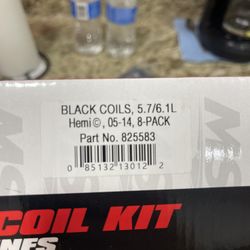 BLACK COILS, 5.7/6.1L
Hemi©, 05-14, 8-PACK
Part No. 825583
0 85132 13012 2
COIL KIT